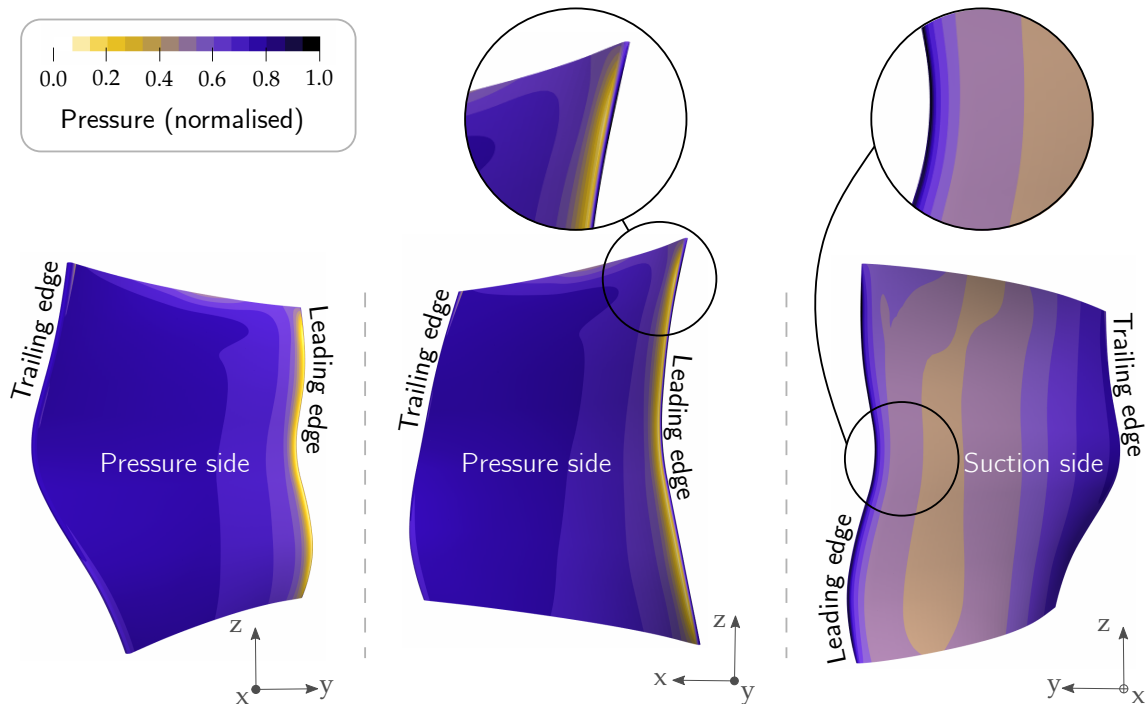 0.0 0.2 0.4 0.6 0.8 1.0
Pressure (normalised)
Trailing edge
Leading edge
Pressure side
z
y
x
Trailing edge
Leading edge
Pressure side
z
x
y
Trailing edge
Suction side
Leading edge
z
y
x